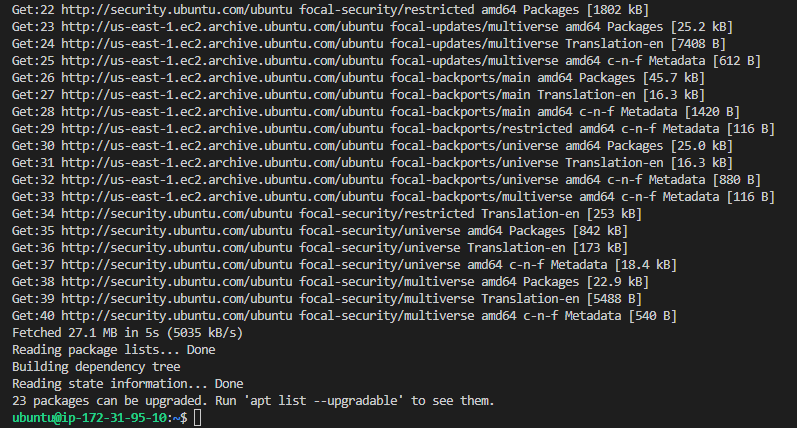 Get:22 http://security.ubuntu.com/ubuntu focal-security/restricted amd64 Packages [1802 kB]
Get:23 http://us-east-1.ec2.archive.ubuntu.com/ubuntu focal-updates/multiverse amd64 Packages [25.2 kB]
Get:24 http://us-east-1.ec2.archive.ubuntu.com/ubuntu focal-updates/multiverse Translation-en [7408 B]
Get:25 http://us-east-1.ec2.archive.ubuntu.com/ubuntu focal-updates/multiverse amd64 c-n-f Metadata [612 B]
Get:26 http://us-east-1.ec2.archive.ubuntu.com/ubuntu focal-backports/main amd64 Packages [45.7 kB]
Get:27 http://us-east-1.ec2.archive.ubuntu.com/ubuntu focal-backports/main Translation-en [16.3 kB]
Get:28 http://us-east-1.ec2.archive.ubuntu.com/ubuntu focal-backports/main amd64 c-n-f Metadata [1420 B]
Get:29 http://us-east-1.ec2.archive.ubuntu.com/ubuntu focal-backports/restricted amd64 c-n-f Metadata [116 B]
Get:30 http://us-east-1.ec2.archive.ubuntu.com/ubuntu focal-backports/universe amd64 Packages [25.0 kB]
Get:31 http://us-east-1.ec2.archive.ubuntu.com/ubuntu focal-backports/universe Translation-en [16.3 kB]
Get:32 http://us-east-1.ec2.archive.ubuntu.com/ubuntu focal-backports/universe amd64 c-n-f Metadata [880 B]
Get:33 http://us-east-1.ec2.archive.ubuntu.com/ubuntu focal-backports/multiverse amd64 c-n-f Metadata [116 B]
Get:34 http://security.ubuntu.com/ubuntu focal-security/restricted Translation-en [253 kB]
Get:35 http://security.ubuntu.com/ubuntu focal-security/universe amd64 Packages [842 kB]
Get:36 http://security.ubuntu.com/ubuntu focal-security/universe Translation-en [173 kB]
Get:37 http://security.ubuntu.com/ubuntu focal-security/universe amd64 c-n-f Metadata [18.4 kB]
Get:38 http://security.ubuntu.com/ubuntu focal-security/multiverse amd64 Packages [22.9 kB]
Get:39 http://security.ubuntu.com/ubuntu focal-security/multiverse Translation-en [5488 B]
Get:40 http://security.ubuntu.com/ubuntu focal-security/multiverse amd64 c-n-f Metadata [540 B]
Fetched 27.1 MB in 5s (5035 kB/s)
Reading package lists... Done
Building dependency tree
Reading state information... Done
23 packages can be upgraded. Run 'apt list --upgradable' to see them.
ubuntu@ip-172-31-95-10:~$